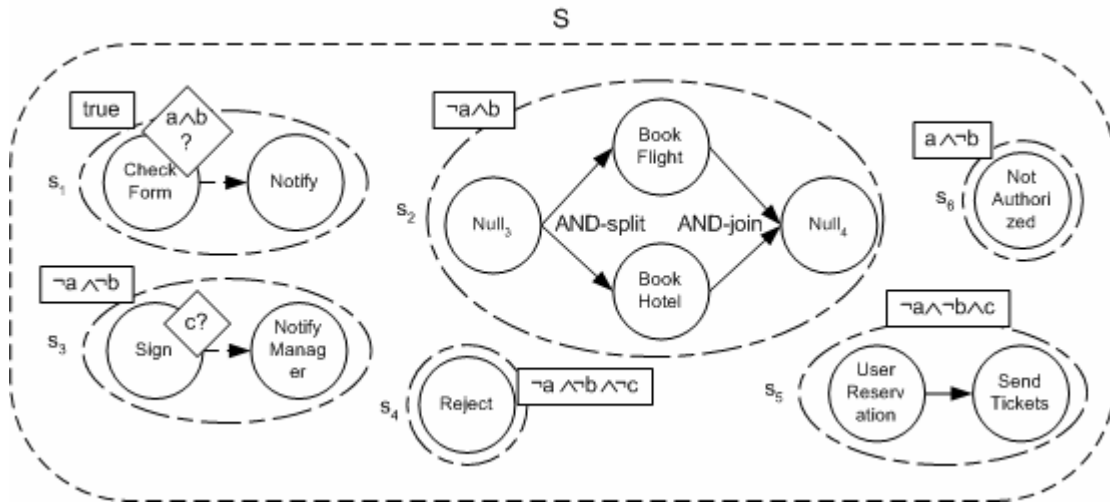 S
true
a∧b
?
Check
Form
Notify
s1
¬a∧b
Book
Flight
Null3
AND-split
AND-join
Null4
Book
Hotel
s2
a∧¬b
Not
Authori
zed
s6
¬a∧¬b
c?
Sign
Notify
Manag
er
s3
Reject
¬a∧¬b∧¬c
s4
¬a∧¬b∧c
User
Reserv
ation
Send
Tickets
s5